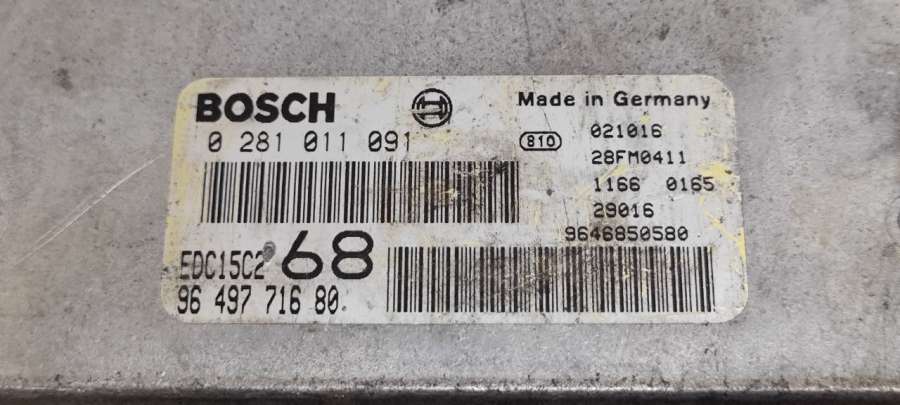 BOSCH
Made in Germany
0 281 011 091
810
021016
28FM0411
1166 0165
29016
9646850580
EDC15C2 68
96 497 716 80